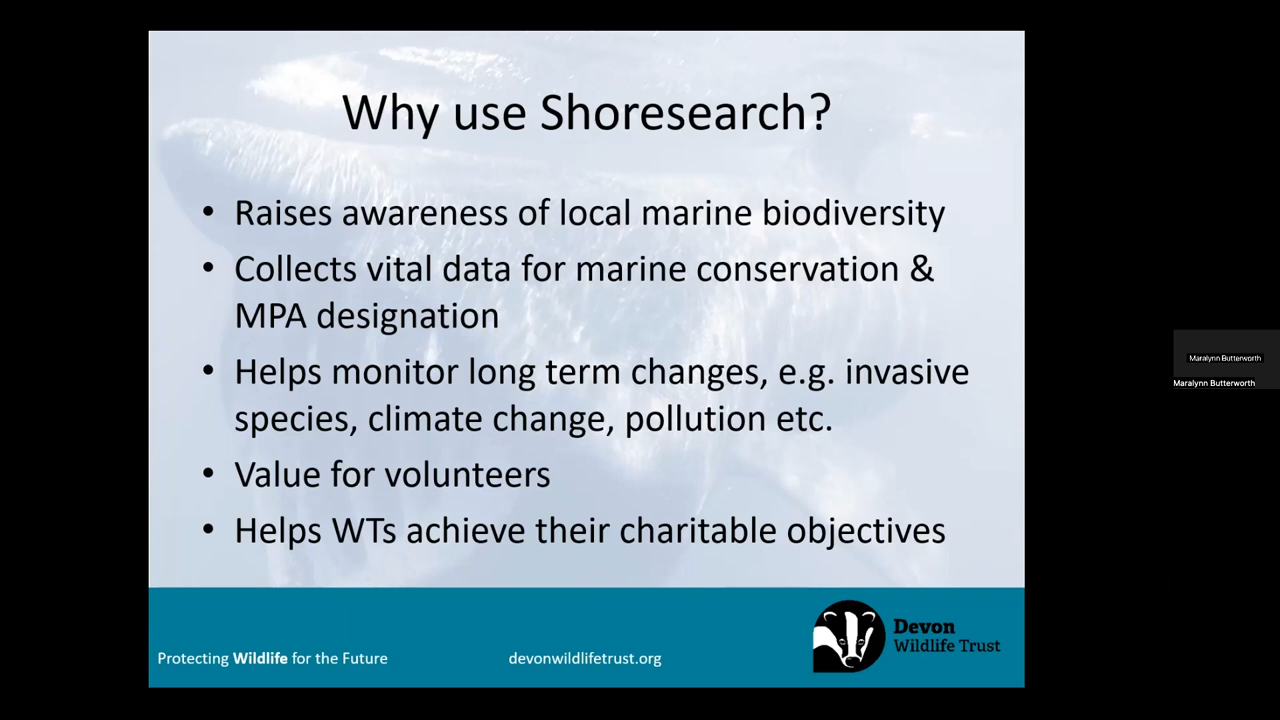 Why use Shoresearch?
• Raises awareness of local marine biodiversity
• Collects vital data for marine conservation &
MPA designation
• Helps monitor long term changes, e.g. invasive
species, climate change, pollution etc.
• Value for volunteers
• Helps WTs achieve their charitable objectives
Maralynn Butterworth
Maralynn Butterworth
Protecting Wildlife for the Future
devonwildlifetrust.org
Devon
Wildlife Trust